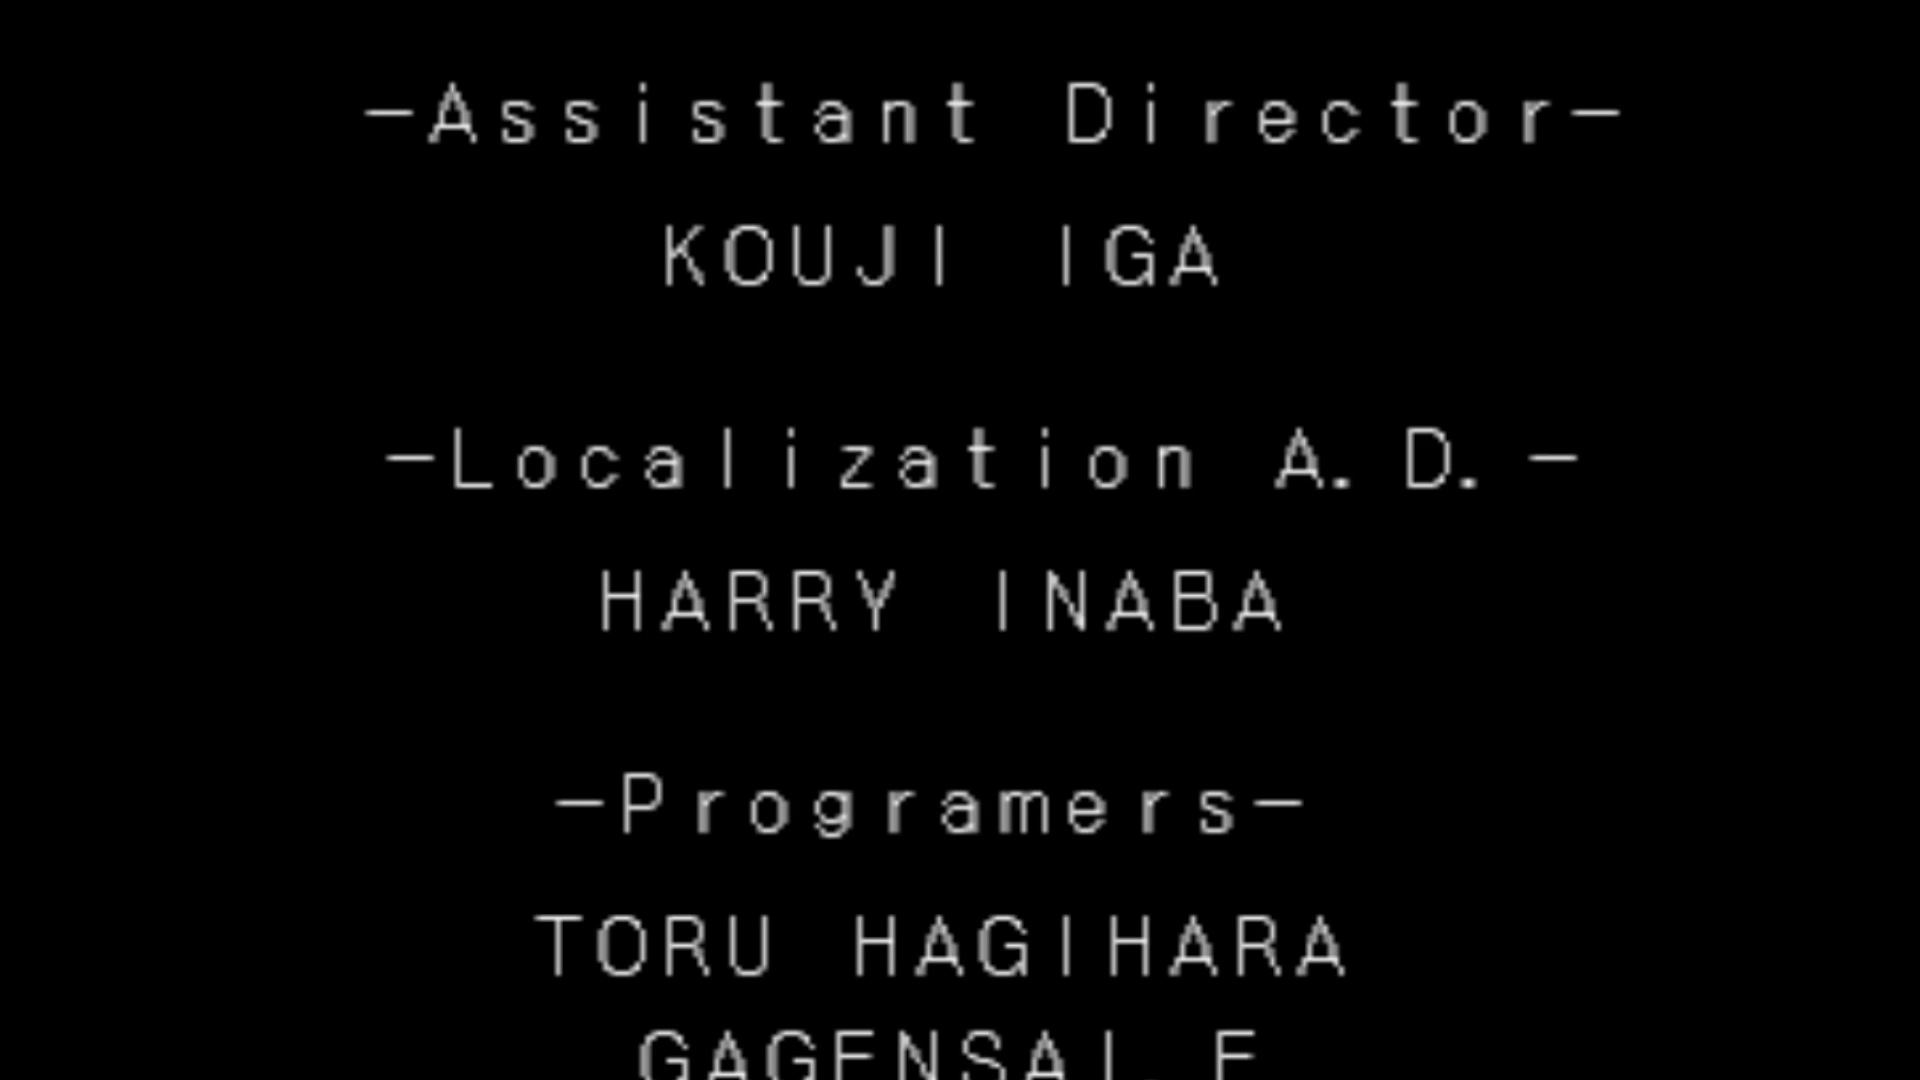 —Assistant Director—
KOUJI IGA
—Localization A. D. —
HARRY INABA
—Programers—
TORU HAGIHARA